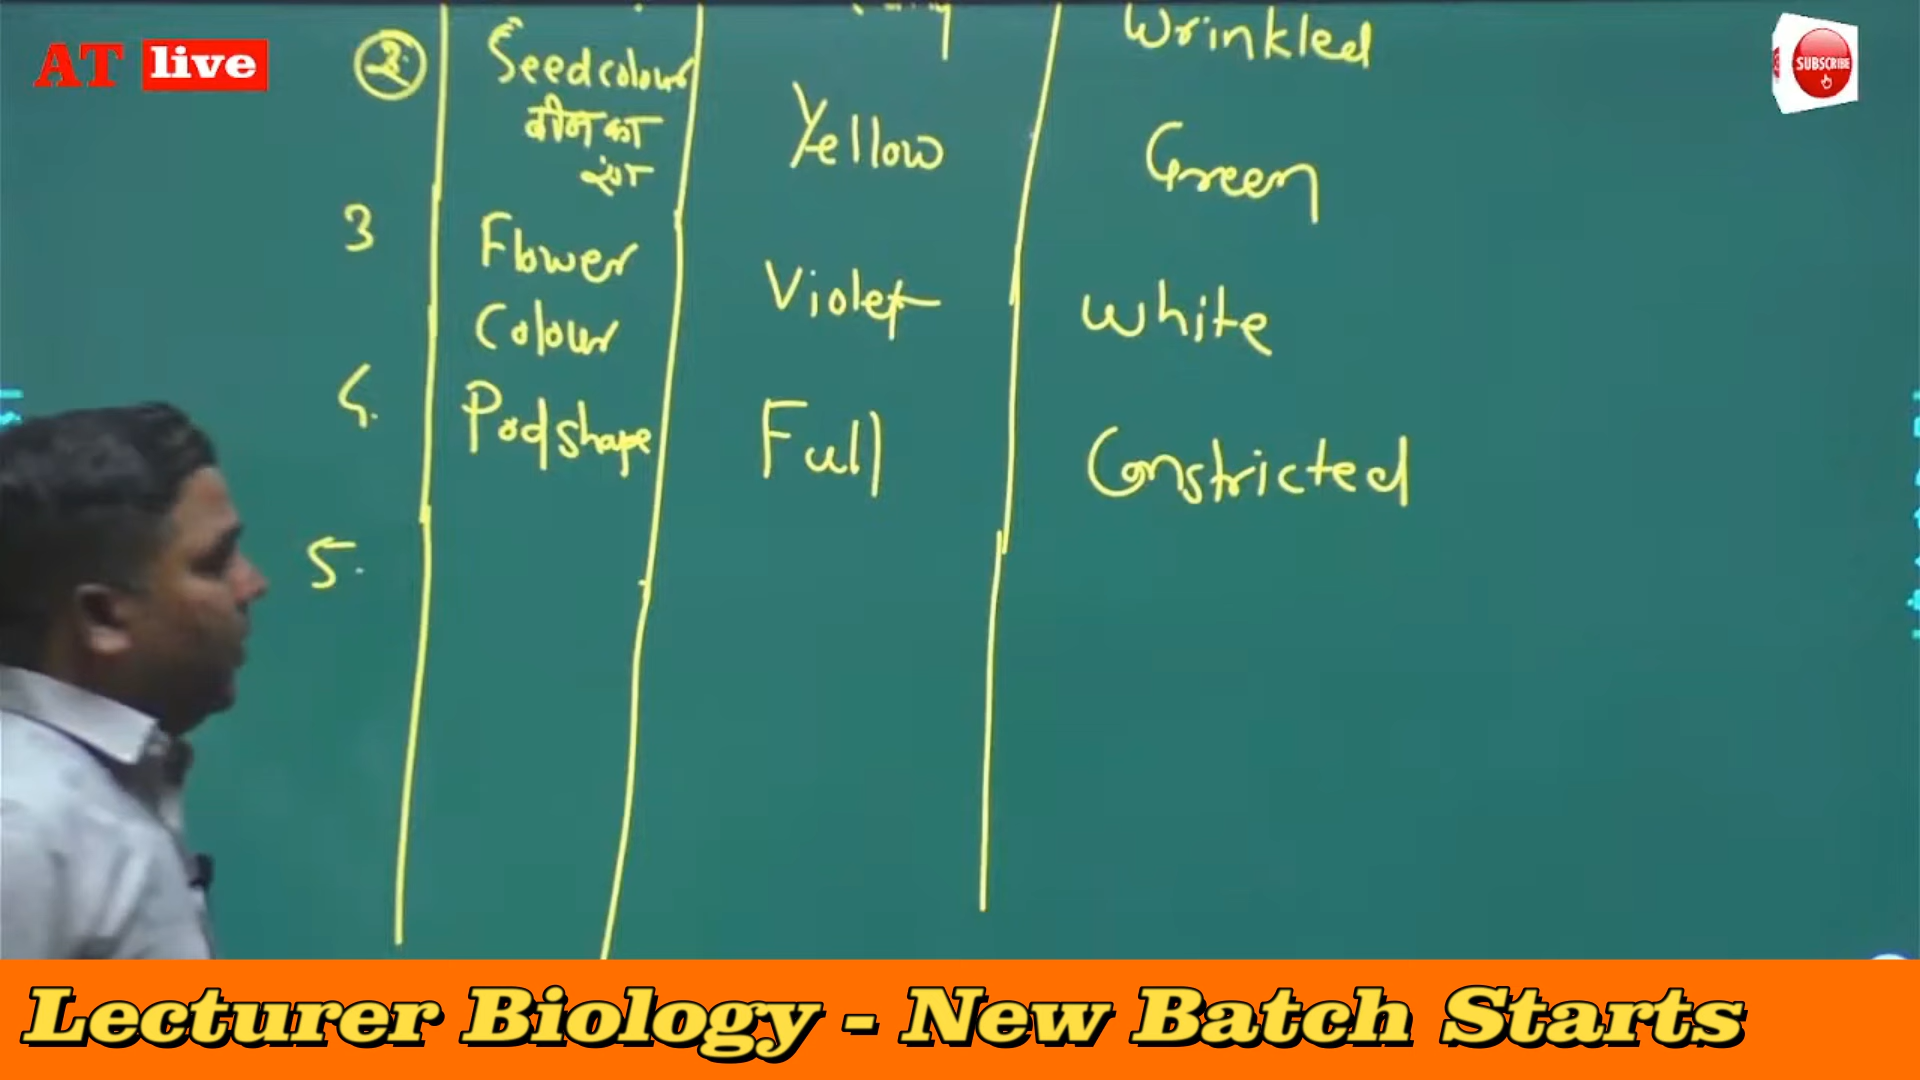 AT live
SUBSCRIBE
Wrinkled
2. Seed colour Yellow Green
बीज का
रंग
3 Flower Violet White
Colour
4. Pod shape Full Constricted
5.
Lecturer Biology - New Batch Starts